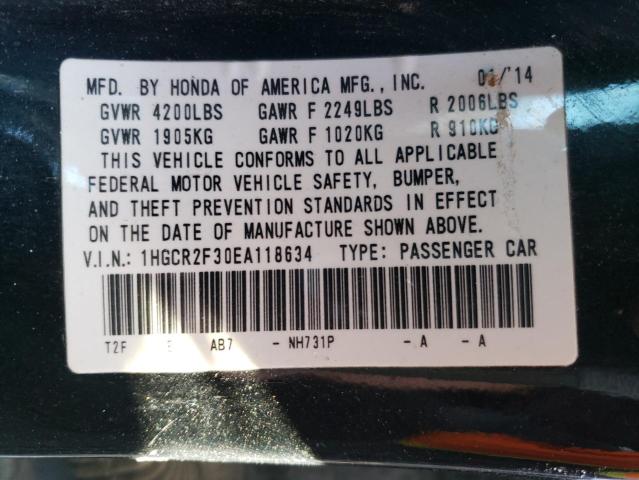 MFD. BY HONDA OF AMERICA MFG., INC. 01/'14
GVWR 4200LBS GAWR F 2249LBS R 2006LBS
GVWR 1905KG GAWR F 1020KG R 910KG
THIS VEHICLE CONFORMS TO ALL APPLICABLE
FEDERAL MOTOR VEHICLE SAFETY, BUMPER,
AND THEFT PREVENTION STANDARDS IN EFFECT
ON THE DATE OF MANUFACTURE SHOWN ABOVE.
V.I.N.: 1HGCR2F30EA118634 TYPE: PASSENGER CAR
T2F E AB7 - NH731P - A - A